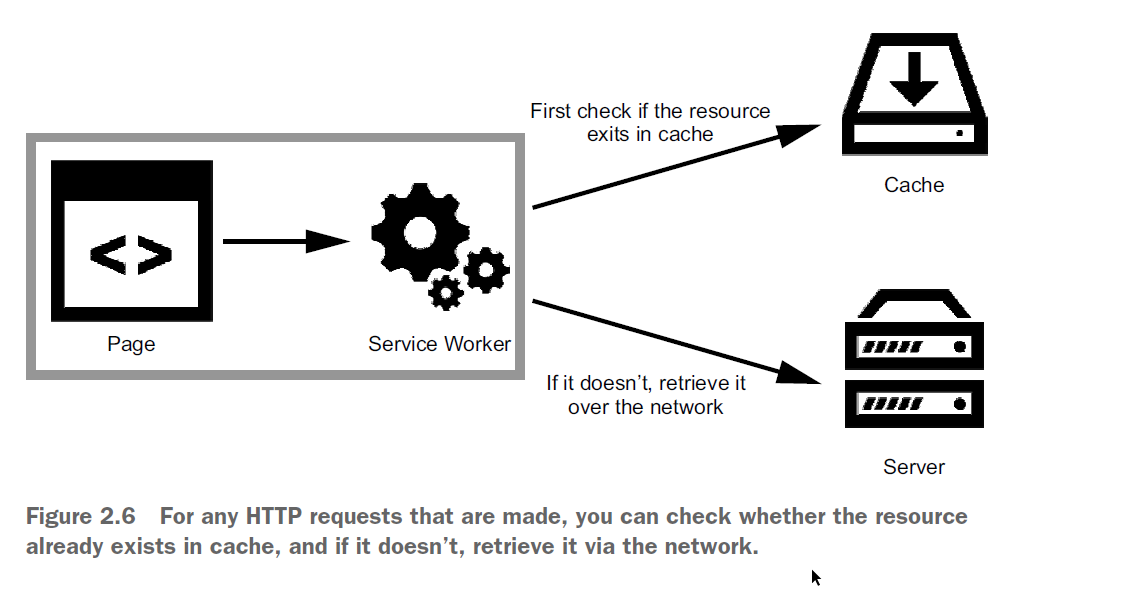 First check if the resource
exits in cache
Cache
< >
Page
Service Worker
If it doesn’t, retrieve it
over the network
Server
Figure 2.6 For any HTTP requests that are made, you can check whether the resource
already exists in cache, and if it doesn’t, retrieve it via the network.